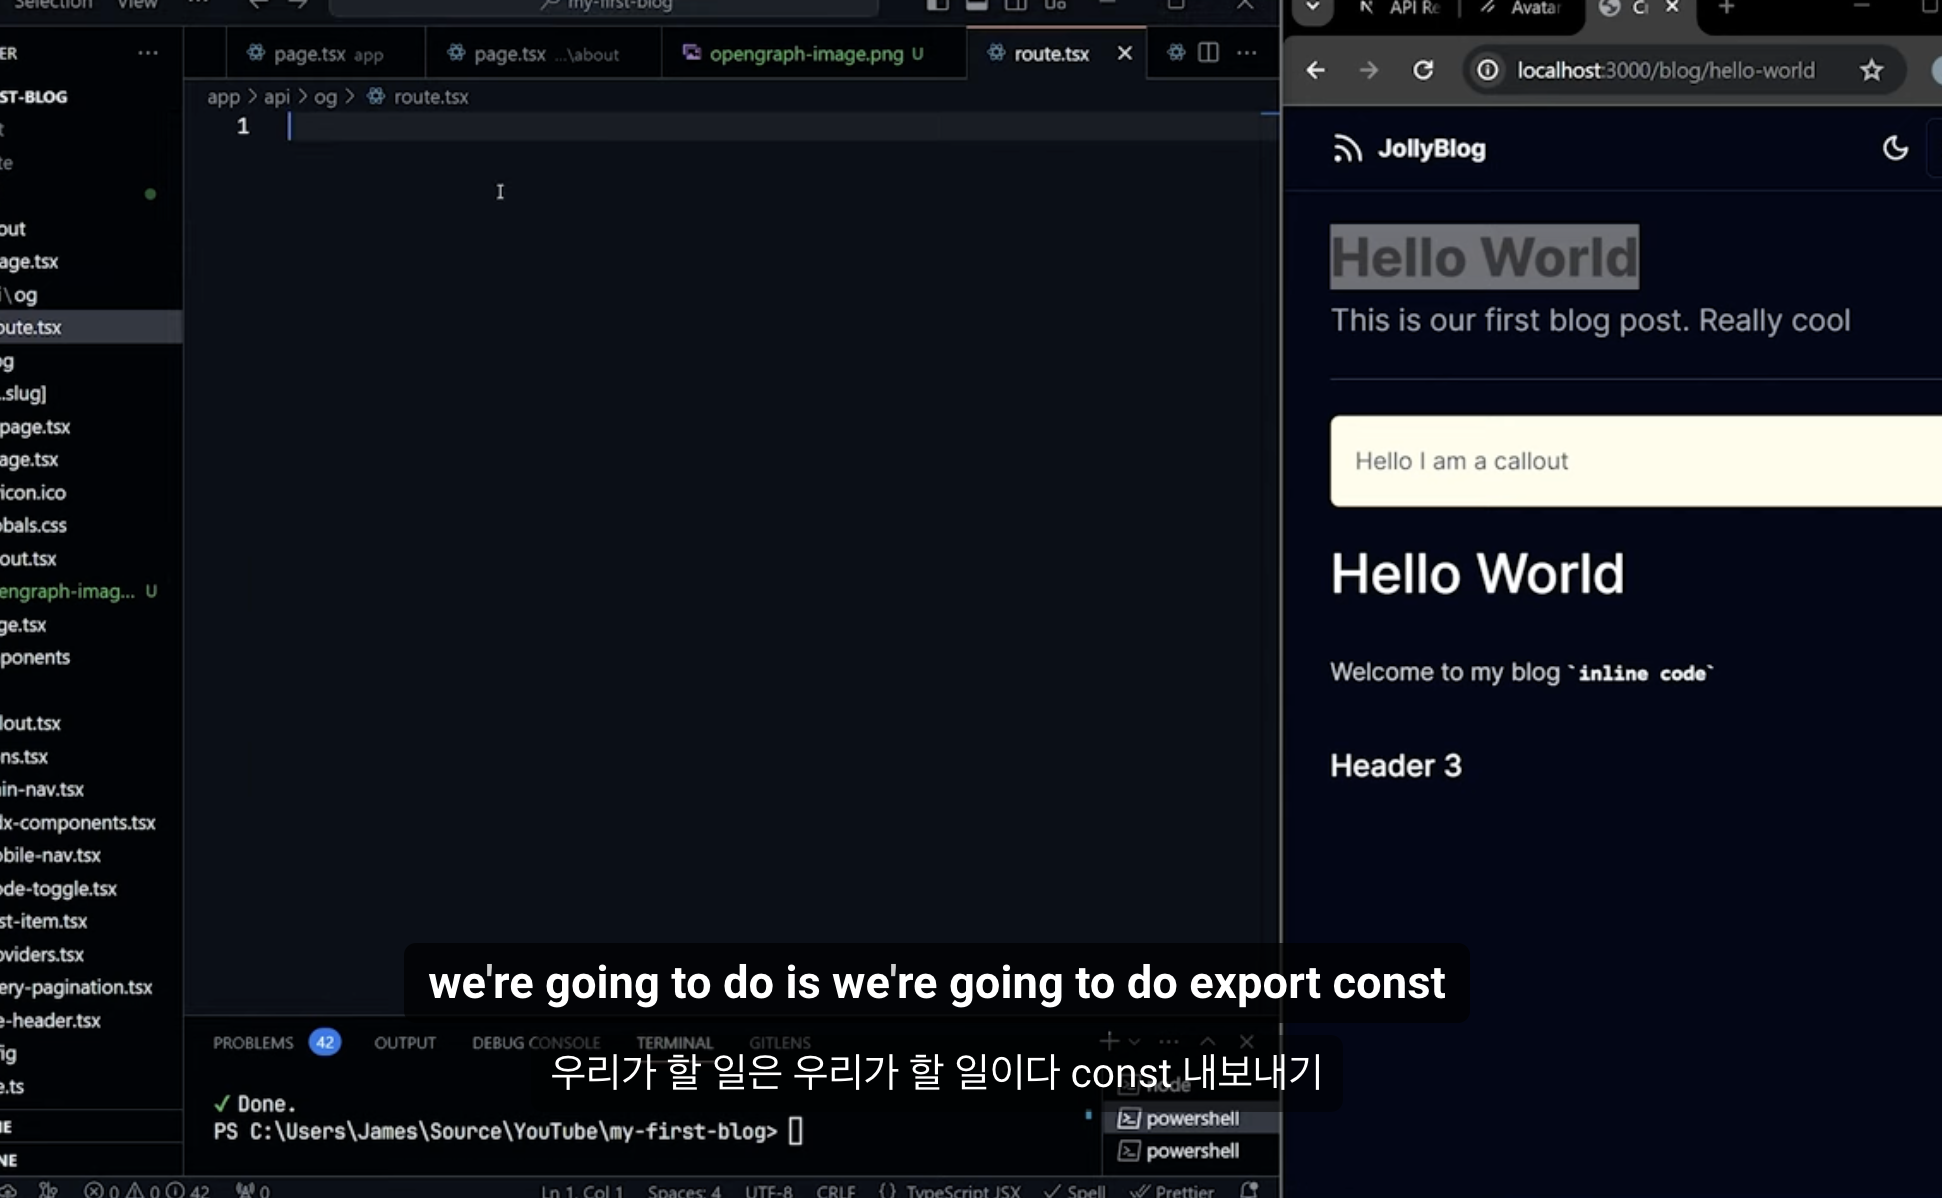 Selection View
my-first-blog
ER
page.tsx app
page.tsx ...\about
opengraph-image.png U
route.tsx
ST-BLOG
app > api > og > route.tsx
1
te
out
age.tsx
\og
oute.tsx
og
..slug]
page.tsx
age.tsx
icon.ico
obals.css
out.tsx
engraph-imag... U
ge.tsx
ponents
lout.tsx
ns.tsx
in-nav.tsx
dx-components.tsx
obile-nav.tsx
ode-toggle.tsx
st-item.tsx
oviders.tsx
ery-pagination.tsx
e-header.tsx
ig
e.ts
NE
PROBLEMS 42 OUTPUT DEBUG CONSOLE TERMINAL GITLENS
✓ Done.
PS C:\Users\James\Source\YouTube\my-first-blog>
node
powershell
powershell
0 0 42 0 Ln 1, Col 1 Spaces: 4 UTF-8 CRLF {} TypeScript JSX Spell Prettier
API Re Avatar
localhost:3000/blog/hello-world
JollyBlog
Hello World
This is our first blog post. Really cool
Hello I am a callout
Hello World
Welcome to my blog `inline code`
Header 3
we're going to do is we're going to do export const
우리가 할 일은 우리가 할 일이다 const 내보내기